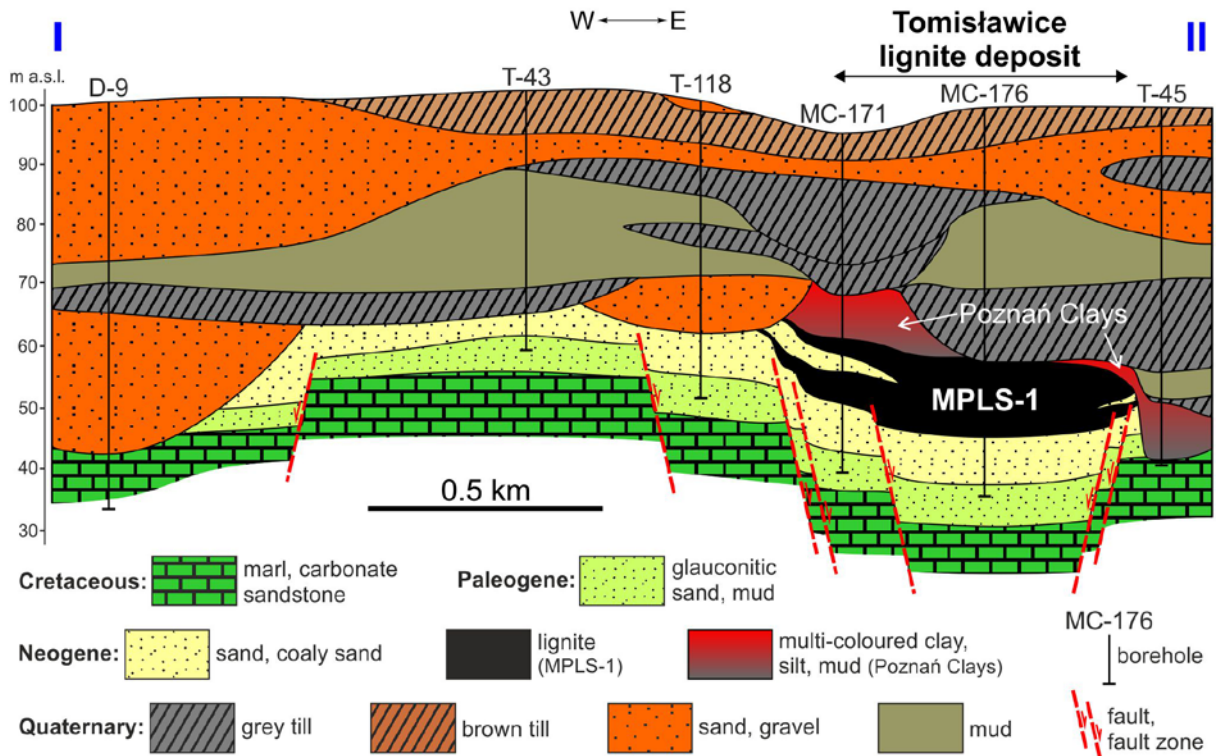 I
W E
Tomisławice
lignite deposit
II
m a.s.l.
D-9
T-43
T-118
MC-171
MC-176
T-45
100
90
80
70
60
50
40
30
Poznań Clays
MPLS-1
0.5 km
Cretaceous: marl, carbonate
sandstone
Paleogene: glauconitic
sand, mud
Neogene: sand, coaly sand
lignite
(MPLS-1)
multi-coloured clay,
silt, mud (Poznań Clays)
MC-176
borehole
Quaternary: grey till
brown till
sand, gravel
mud
fault,
fault zone